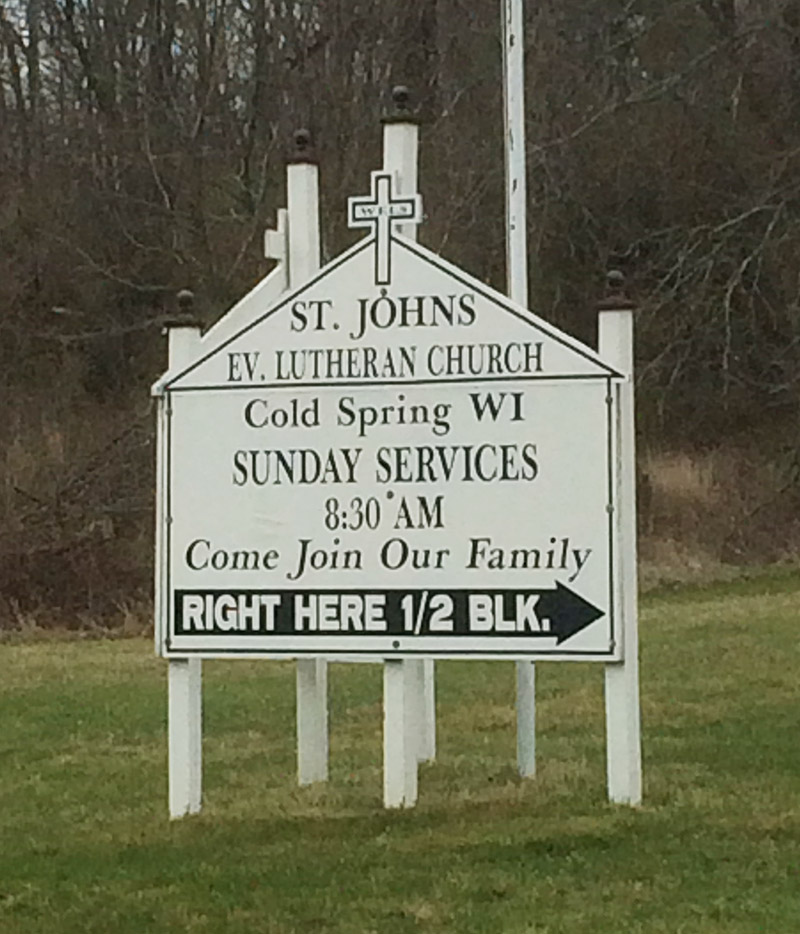 WELS
ST. JOHNS
EV. LUTHERAN CHURCH
Cold Spring WI
SUNDAY SERVICES
8:30 AM
Come Join Our Family
RIGHT HERE 1/2 BLK.